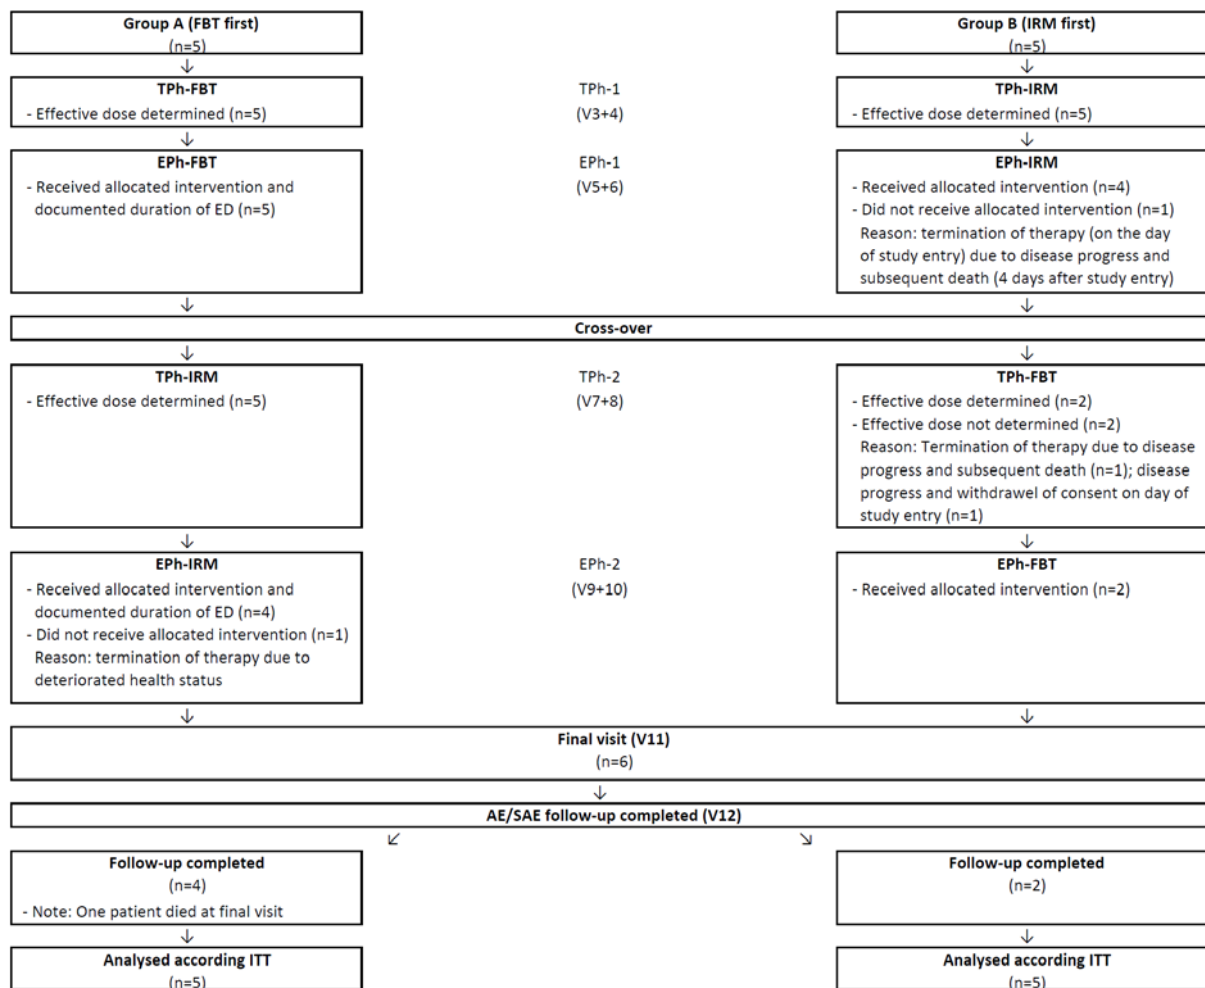 Group A (FBT first)
(n=5)
Group B (IRM first)
(n=5)
TPh-FBT
- Effective dose determined (n=5)
TPh-1
(V3+4)
TPh-IRM
- Effective dose determined (n=5)
EPh-FBT
- Received allocated intervention and
documented duration of ED (n=5)
EPh-1
(V5+6)
EPh-IRM
- Received allocated intervention (n=4)
- Did not receive allocated intervention (n=1)
Reason: termination of therapy (on the day
of study entry) due to disease progress and
subsequent death (4 days after study entry)
Cross-over
TPh-IRM
- Effective dose determined (n=5)
TPh-2
(V7+8)
TPh-FBT
- Effective dose determined (n=2)
- Effective dose not determined (n=2)
Reason: Termination of therapy due to disease
progress and subsequent death (n=1); disease
progress and withdrawel of consent on day of
study entry (n=1)
EPh-IRM
- Received allocated intervention and
documented duration of ED (n=4)
- Did not receive allocated intervention (n=1)
Reason: termination of therapy due to
deteriorated health status
EPh-2
(V9+10)
EPh-FBT
- Received allocated intervention (n=2)
Final visit (V11)
(n=6)
AE/SAE follow-up completed (V12)
Follow-up completed
(n=4)
- Note: One patient died at final visit
Follow-up completed
(n=2)
Analysed according ITT
(n=5)
Analysed according ITT
(n=5)